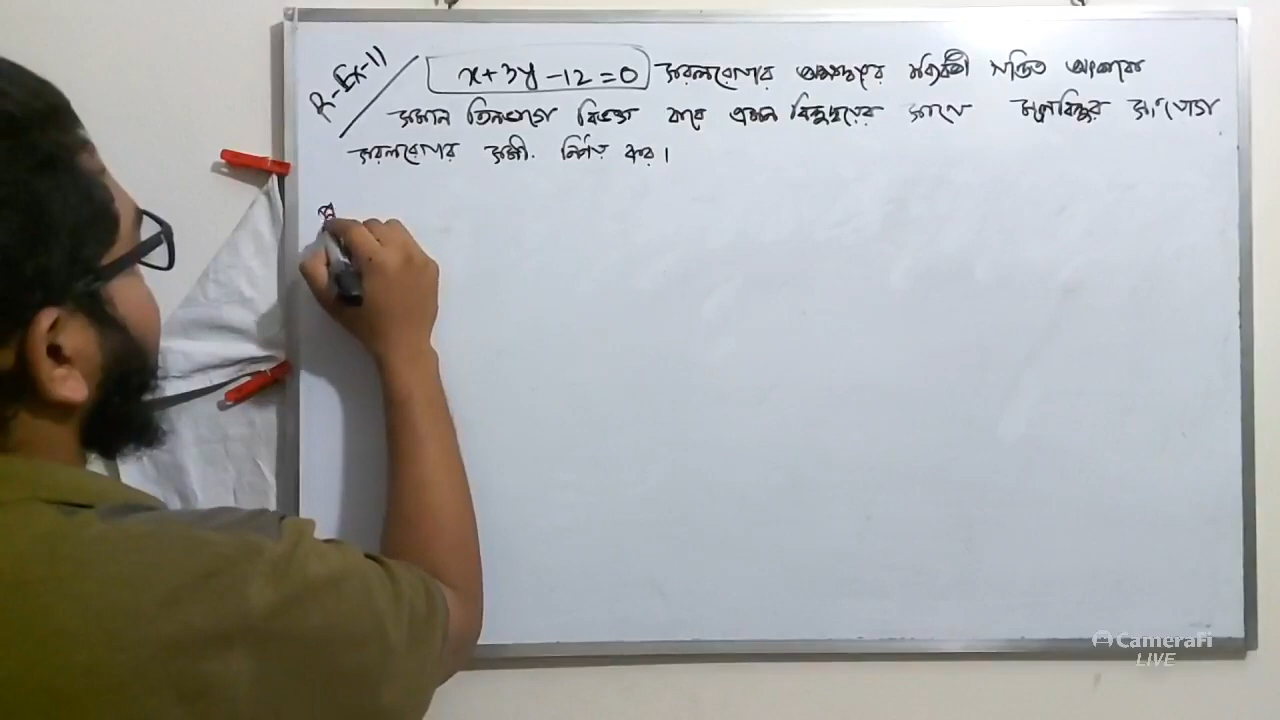 R-Ex-11
x+3y-12=0 সরলরেখার অক্ষদ্বয়ের মধ্যবর্তী খণ্ডিত অংশকে
সমান তিনভাগে বিভক্ত করে এমন বিন্দুদ্বয়ের সাথে মূলবিন্দুর সংযোগ
সরলরেখার সমী. নির্ণয় কর।
CameraFi
LIVE